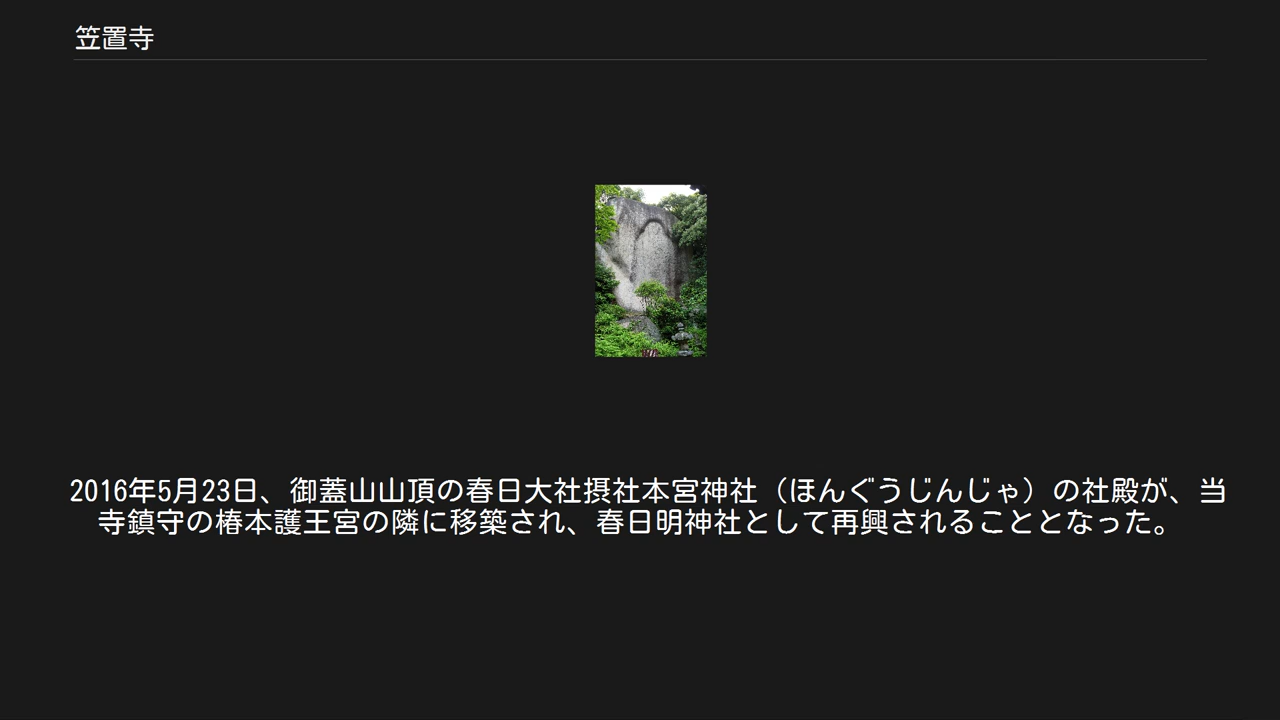 笠置寺
2016年5月23日、御蓋山山頂の春日大社摂社本宮神社（ほんぐうじんじゃ）の社殿が、当
寺鎮守の椿本護王宮の隣に移築され、春日明神社として再興されることとなった。